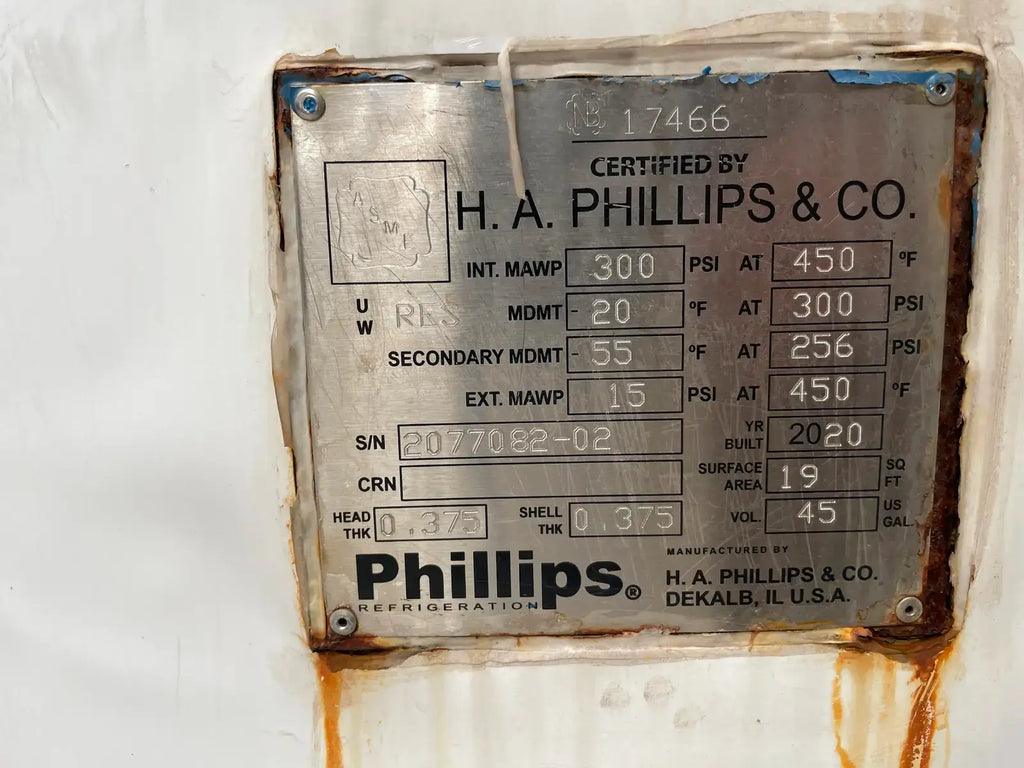 NB 17466
CERTIFIED BY
H. A. PHILLIPS & CO.
ASME
INT. MAWP 300 PSI AT 450 ºF
U W RES
MDMT -20 ºF AT 300 PSI
SECONDARY MDMT -55 ºF AT 256 PSI
EXT. MAWP 15 PSI AT 450 ºF
S/N 2077082-02
YR BUILT 2020
CRN
SURFACE AREA 19 SQ FT
HEAD THK 0.375
SHELL THK 0.375
VOL. 45 US GAL.
Phillips®
REFRIGERATION
MANUFACTURED BY
H. A. PHILLIPS & CO.
DEKALB, IL U.S.A.